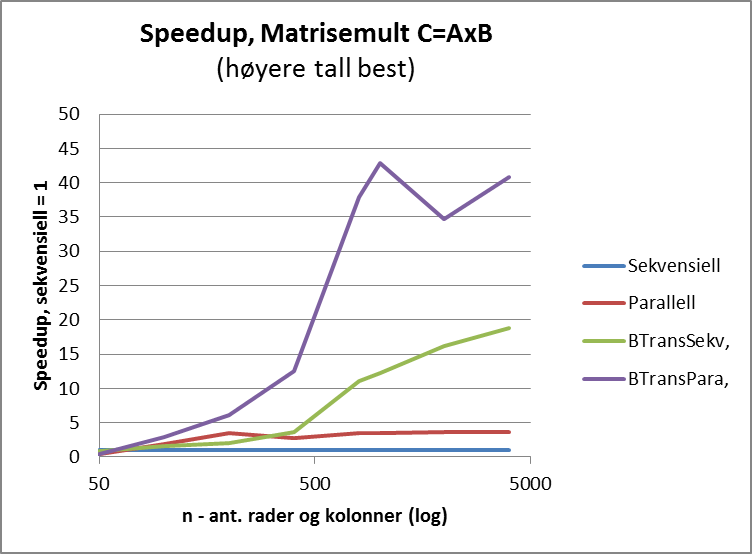 Speedup, Matrisemult C=AxB
(høyere tall best)
50
45
40
35
30
25
20
15
10
5
0
Speedup, sekvensiell = 1
50
500
5000
n - ant. rader og kolonner (log)
Sekvensiell
Parallell
BTransSekv,
BTransPara,